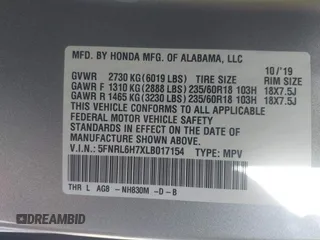 MFD. BY HONDA MFG. OF ALABAMA, LLC
10/'19
GVWR 2730 KG(6019 LBS) TIRE SIZE RIM SIZE
GAWR F 1310 KG(2888 LBS)235/60R18 103H 18X7.5J
GAWR R 1465 KG(3230 LBS)235/60R18 103H 18X7.5J
THIS VEHICLE CONFORMS TO ALL APPLICABLE
FEDERAL MOTOR VEHICLE SAFETY STANDARDS
IN EFFECT ON THE DATE OF MANUFACTURE
SHOWN ABOVE.
V.I.N.: 5FNRL6H7XLB017154 TYPE: MPV
THR L AG8 -NH830M -D-B